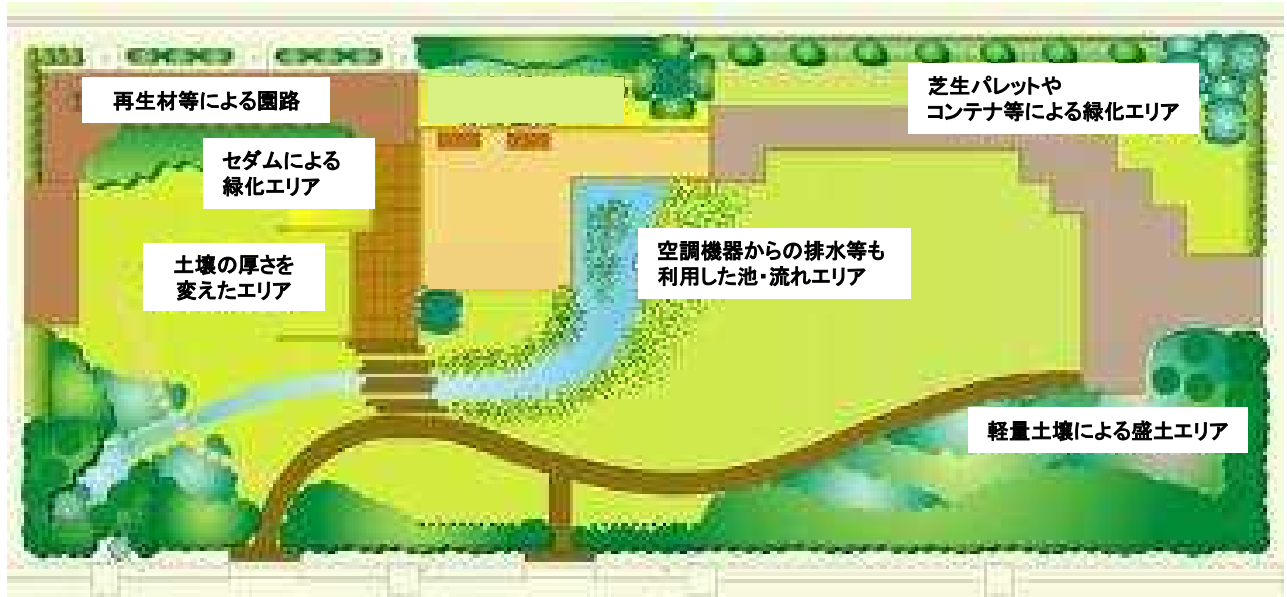 再生材等による園路
芝生パレットや
コンテナ等による緑化エリア
セダムによる
緑化エリア
土壌の厚さを
変えたエリア
空調機器からの排水等も
利用した池・流れエリア
軽量土壌による盛土エリア